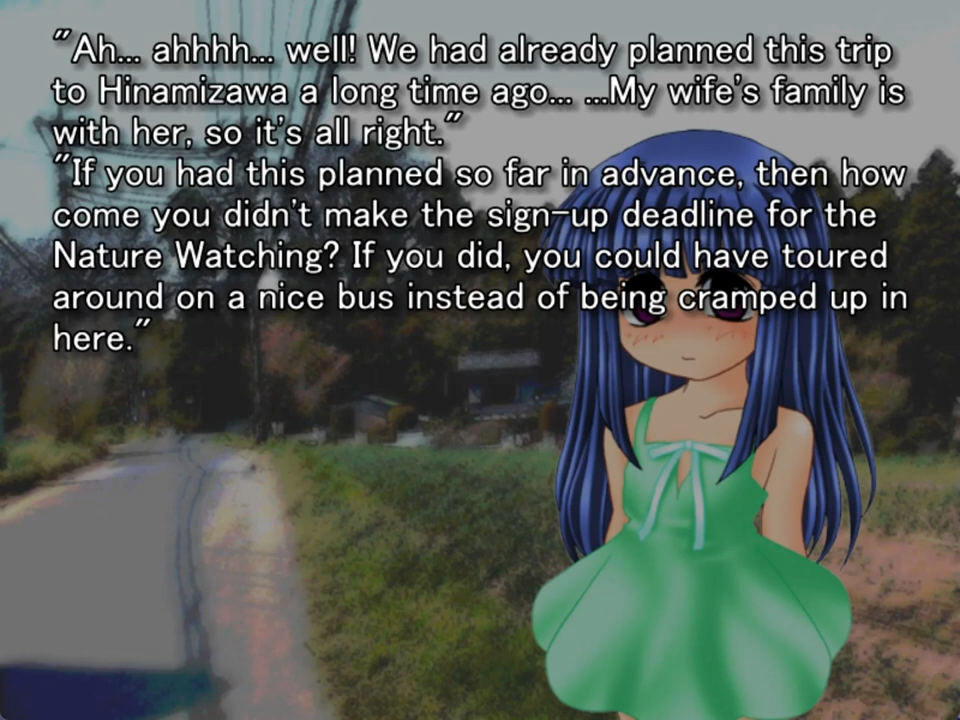 "Ah... ahhhh... well! We had already planned this trip
to Hinamizawa a long time ago... ...My wife's family is
with her, so it's all right."
"If you had this planned so far in advance, then how
come you didn't make the sign-up deadline for the
Nature Watching? If you did, you could have toured
around on a nice bus instead of being cramped up in
here."